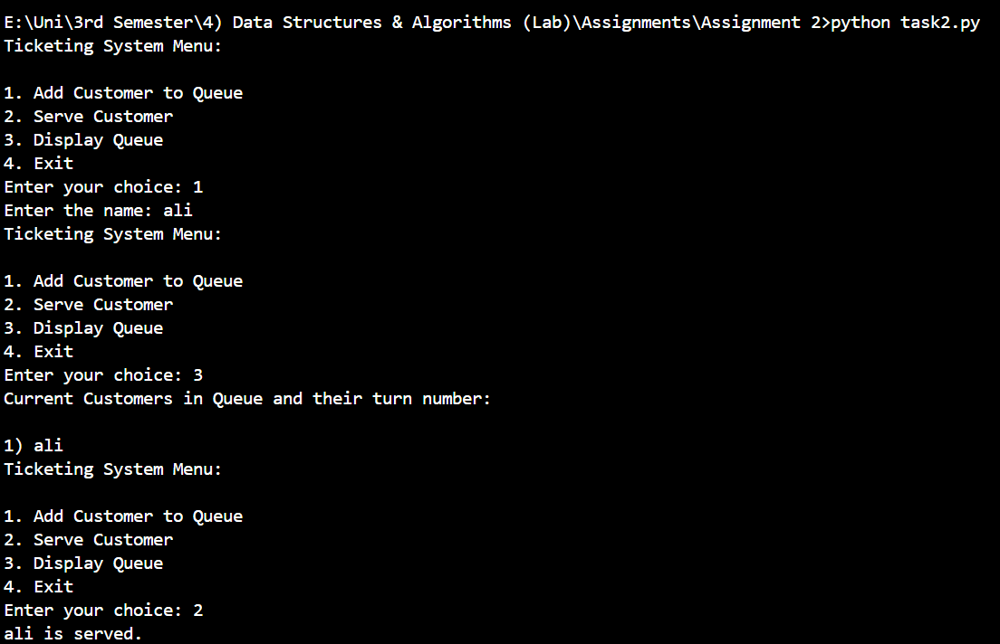 E:\Uni\3rd Semester\4) Data Structures & Algorithms (Lab)\Assignments\Assignment 2>python task2.py
Ticketing System Menu:
1. Add Customer to Queue
2. Serve Customer
3. Display Queue
4. Exit
Enter your choice: 1
Enter the name: ali
Ticketing System Menu:
1. Add Customer to Queue
2. Serve Customer
3. Display Queue
4. Exit
Enter your choice: 3
Current Customers in Queue and their turn number:
1) ali
Ticketing System Menu:
1. Add Customer to Queue
2. Serve Customer
3. Display Queue
4. Exit
Enter your choice: 2
ali is served.